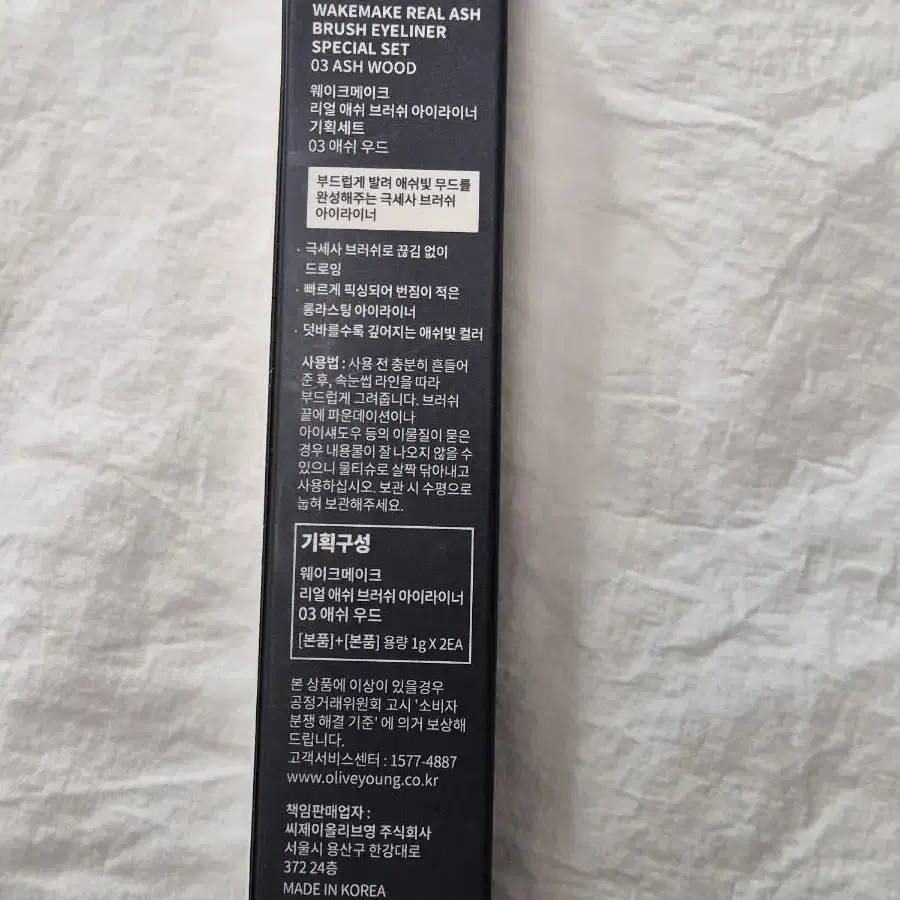 WAKEMAKE REAL ASH
BRUSH EYELINER
SPECIAL SET
03 ASH WOOD
웨이크메이크
리얼 애쉬 브러쉬 아이라이너
기획세트
03 애쉬 우드
부드럽게 발려 애쉬빛 무드를
완성해주는 극세사 브러쉬
아이라이너
· 극세사 브러쉬로 끊김 없이
드로잉
· 빠르게 픽싱되어 번짐이 적은
롱라스팅 아이라이너
· 덧바를수록 깊어지는 애쉬빛 컬러
사용법 : 사용 전 충분히 흔들어
준 후, 속눈썹 라인을 따라
부드럽게 그려줍니다. 브러쉬
끝에 파운데이션이나
아이섀도우 등의 이물질이 묻은
경우 내용물이 잘 나오지 않을 수
있으니 물티슈로 살짝 닦아내고
사용하십시오. 보관 시 수평으로
눕혀 보관해주세요.
기획구성
웨이크메이크
리얼 애쉬 브러쉬 아이라이너
03 애쉬 우드
[본품]+[본품] 용량 1g X 2EA
본 상품에 이상이 있을경우
공정거래위원회 고시 '소비자
분쟁 해결 기준' 에 의거 보상해
드립니다.
고객서비스센터 : 1577-4887
www.oliveyoung.co.kr
책임판매업자 :
씨제이올리브영 주식회사
서울시 용산구 한강대로
372 24층
MADE IN KOREA